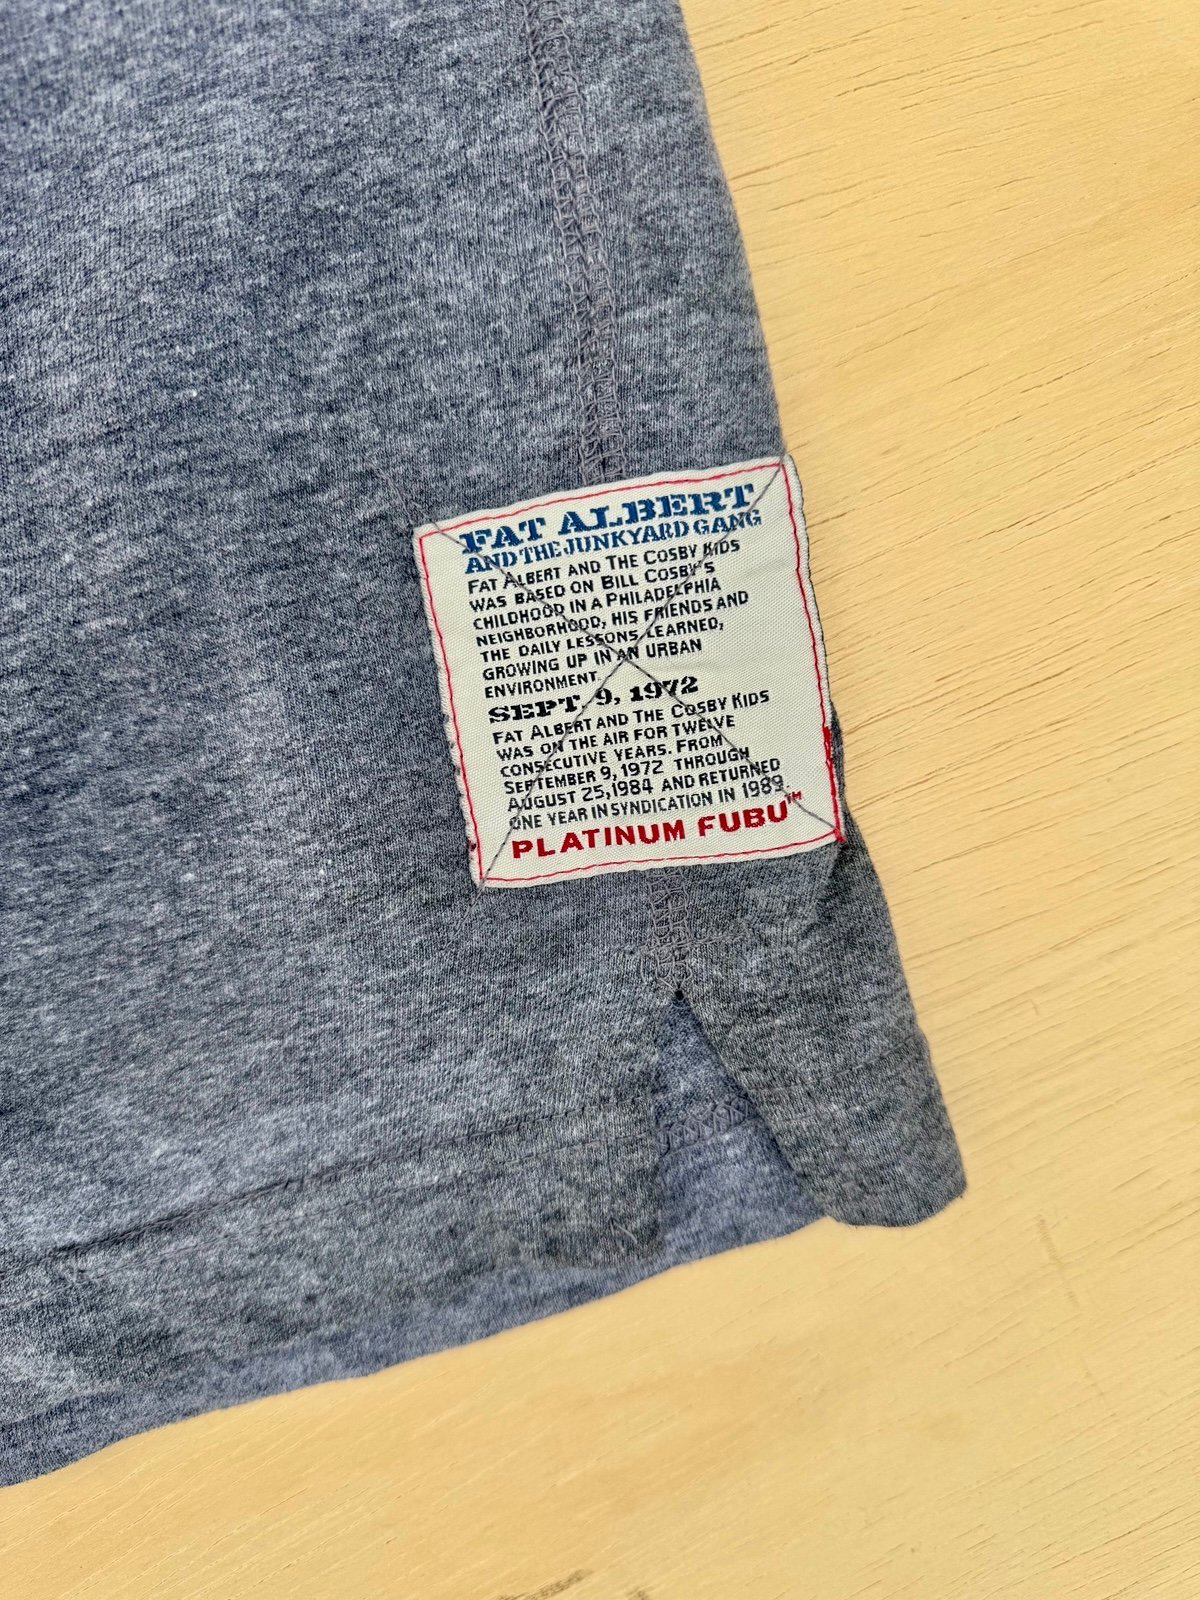 FAT ALBERT
AND THE JUNKYARD GANG
FAT ALBERT AND THE COSBY KIDS
WAS BASED ON BILL COSBY'S
CHILDHOOD IN A PHILADELPHIA
NEIGHBORHOOD, HIS FRIENDS AND
THE DAILY LESSONS LEARNED,
GROWING UP IN AN URBAN
ENVIRONMENT.
SEPT 9, 1972
FAT ALBERT AND THE COSBY KIDS
WAS ON THE AIR FOR TWELVE
CONSECUTIVE YEARS. FROM
SEPTEMBER 9, 1972 THROUGH
AUGUST 25, 1984 AND RETURNED
ONE YEAR IN SYNDICATION IN 1989.
PLATINUM FUBU™